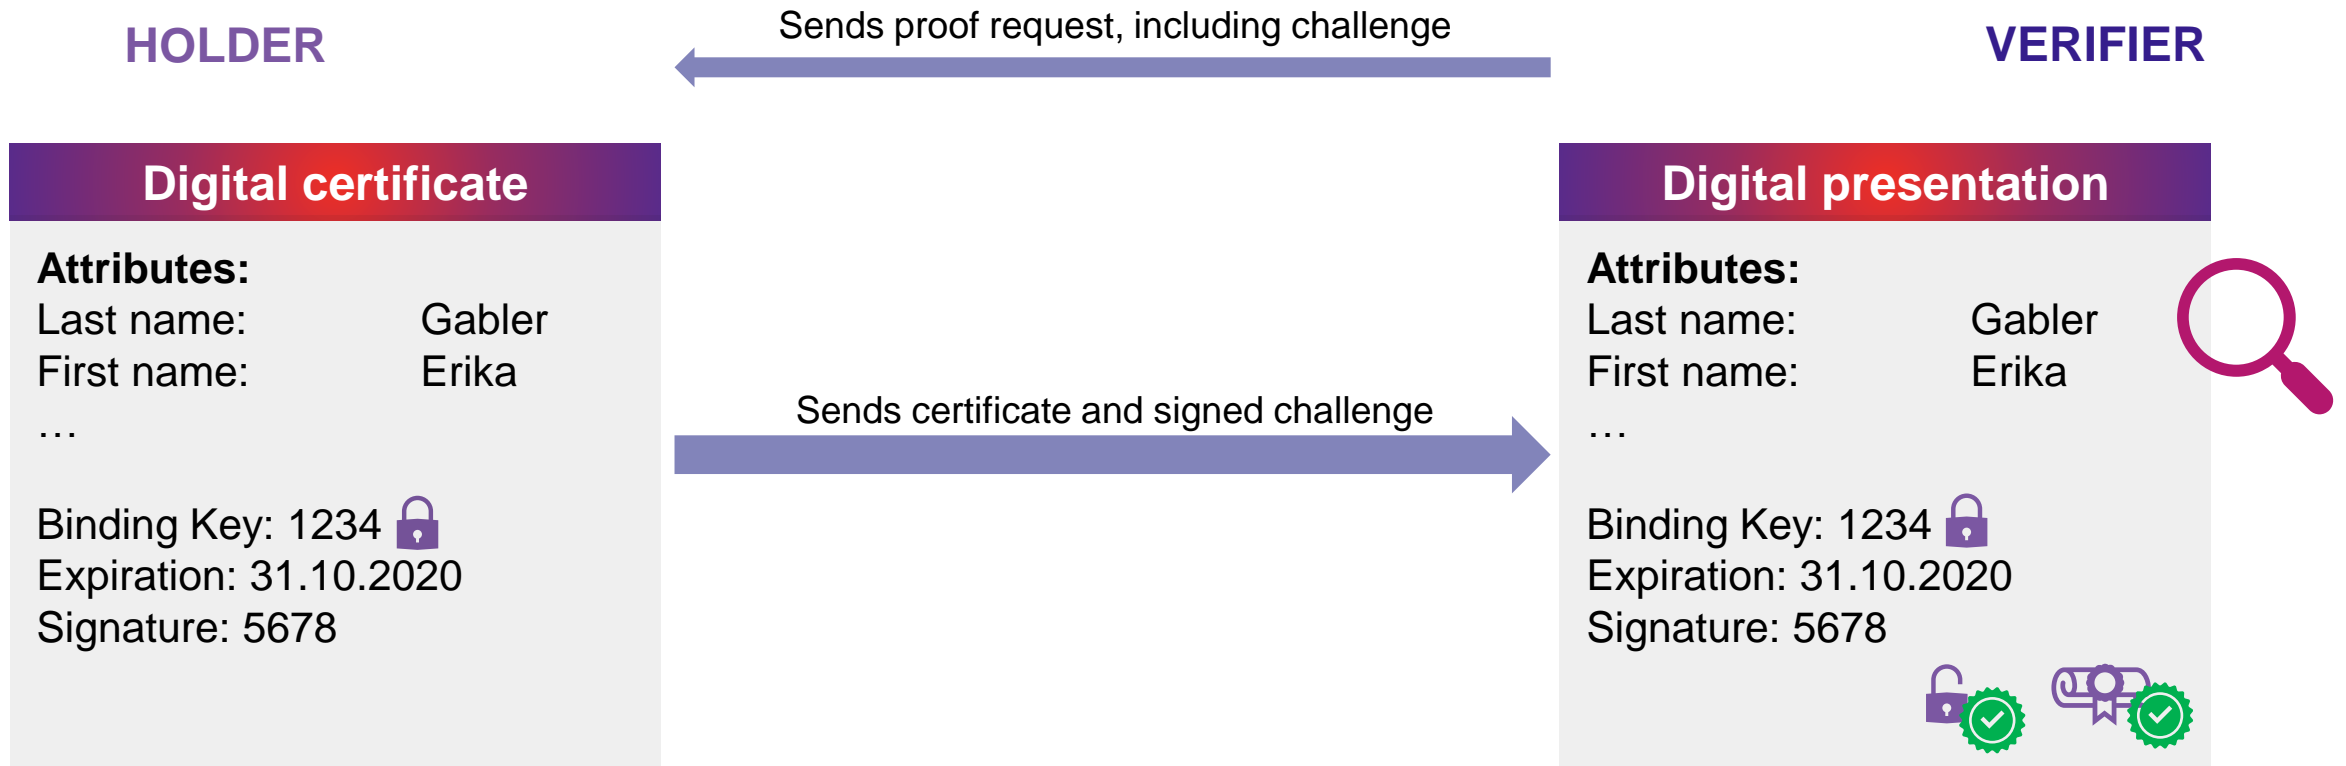 HOLDER
Sends proof request, including challenge
VERIFIER
Digital certificate
Attributes:
Last name: Gabler
First name: Erika
…
Binding Key: 1234
Expiration: 31.10.2020
Signature: 5678
Sends certificate and signed challenge
Digital presentation
Attributes:
Last name: Gabler
First name: Erika
…
Binding Key: 1234
Expiration: 31.10.2020
Signature: 5678